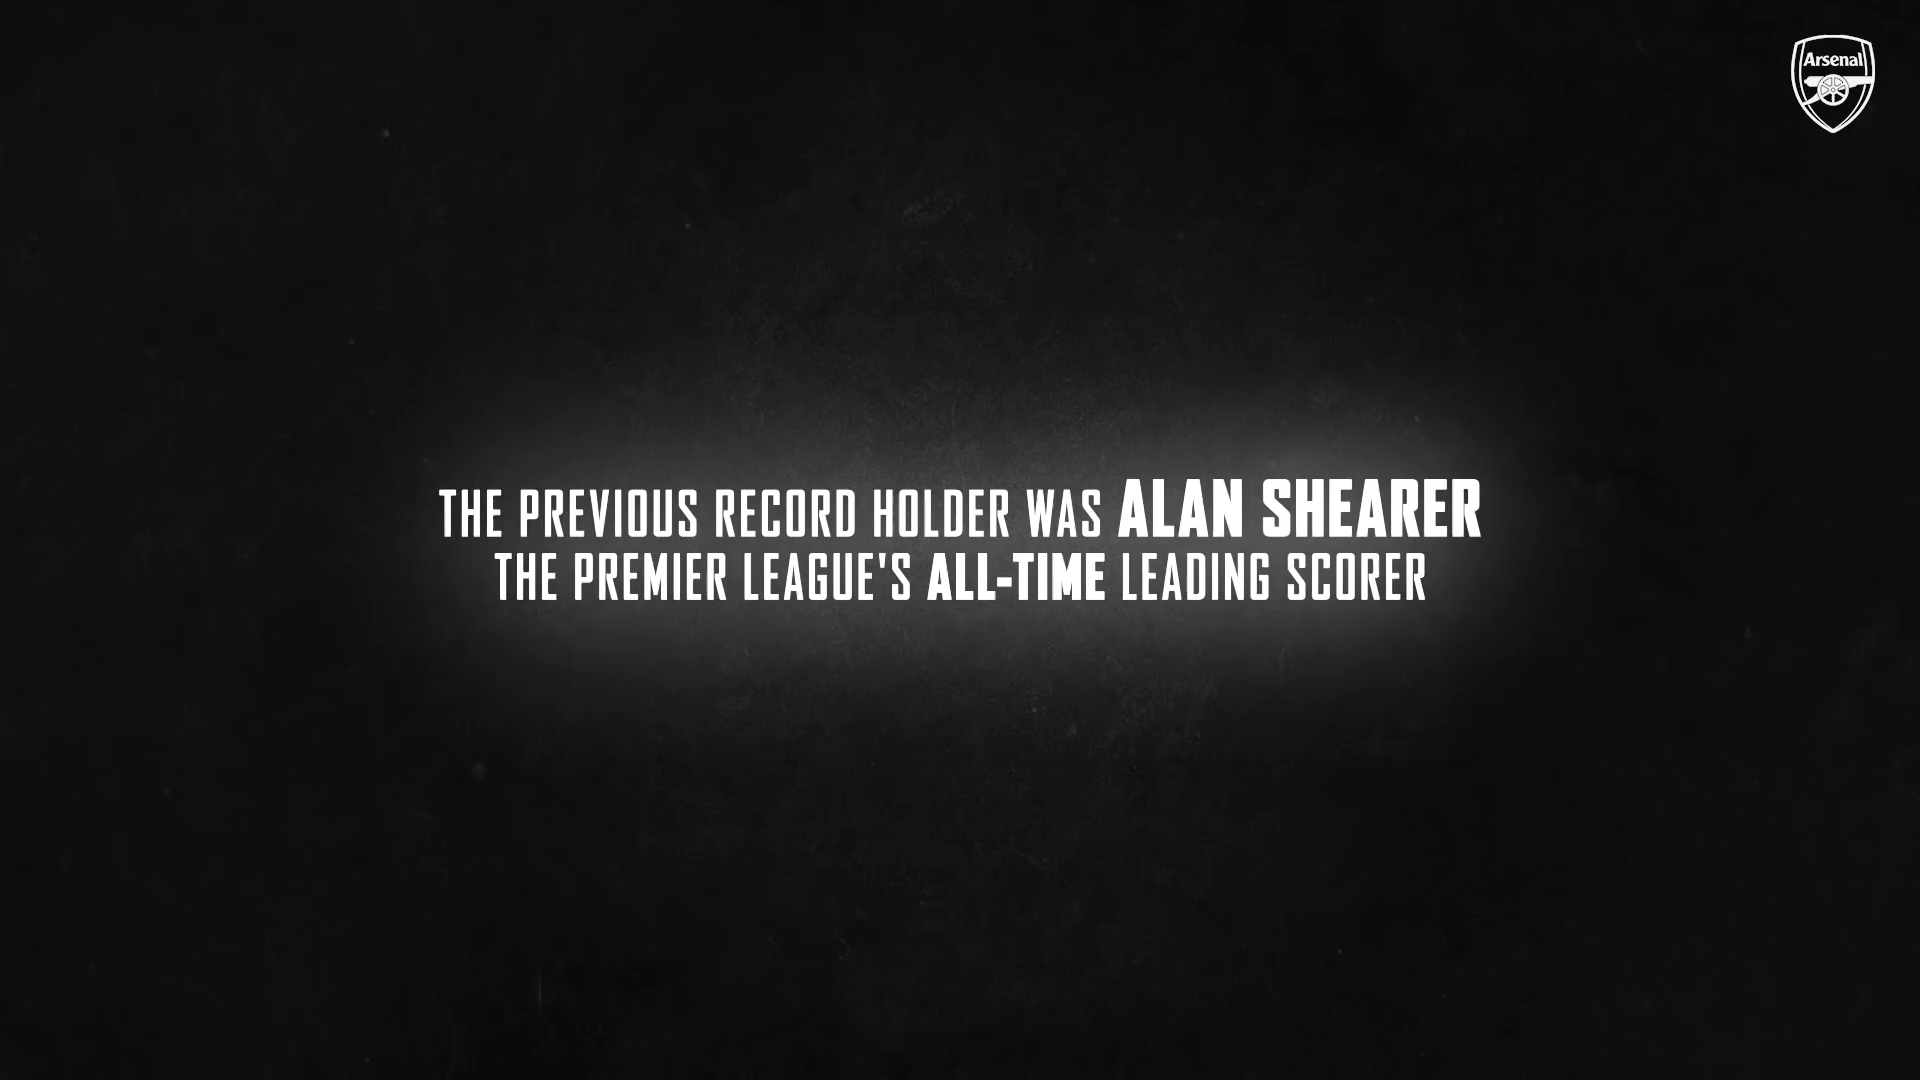 Arsenal
THE PREVIOUS RECORD HOLDER WAS ALAN SHEARER
THE PREMIER LEAGUE'S ALL-TIME LEADING SCORER